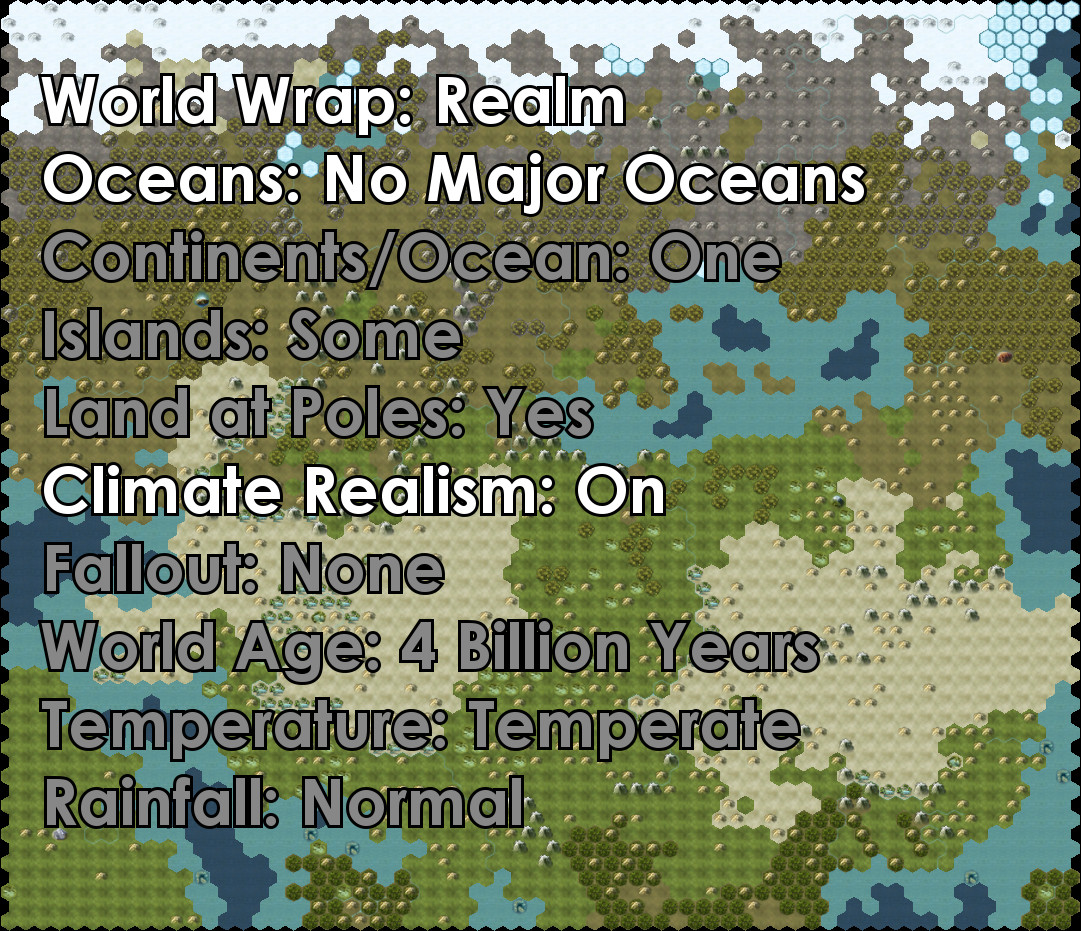 World Wrap: Realm
Oceans: No Major Oceans
Continents/Ocean: One
Islands: Some
Land at Poles: Yes
Climate Realism: On
Fallout: None
World Age: 4 Billion Years
Temperature: Temperate
Rainfall: Normal